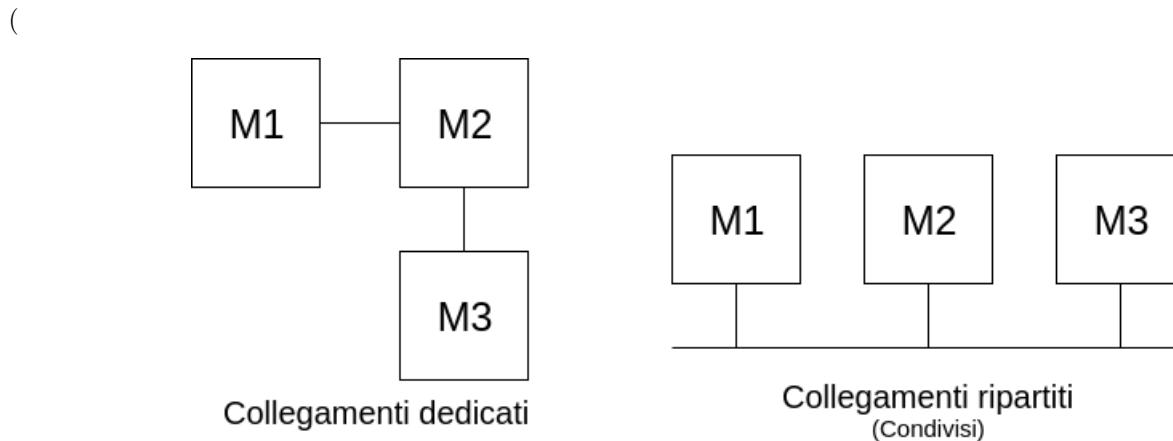 (
M1
M2
M3
Collegamenti dedicati
M1
M2
M3
Collegamenti ripartiti
(Condivisi)